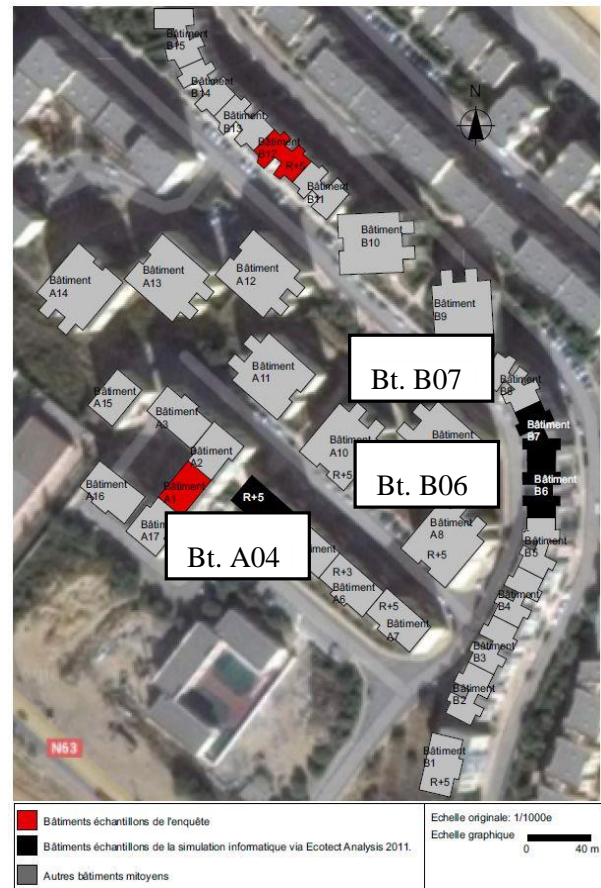 Bâtiment
B15
Bâtiment
B14
Bâtiment
B13
Bâtiment
B12
R+5
Bâtiment
B11
N
Bâtiment
B10
Bâtiment
A14
Bâtiment
A13
Bâtiment
A12
Bâtiment
B9
Bt. B07
Bâtiment
B8
Bâtiment
A11
Bâtiment
A15
Bâtiment
A3
Bâtiment
B7
Bâtiment
A10
R+5
Bâtiment
Bâtiment
A2
Bt. B06
Bâtiment
B6
Bâtiment
A16
Bâtiment
A1
R+5
Bâtiment
A17
Bt. A04
Bâtiment
A8
R+5
Bâtiment
B5
R+3
Bâtiment
A6
R+5
Bâtiment
A7
Bâtiment
B4
Bâtiment
B3
Bâtiment
B2
N63
Bâtiment
B1
R+5
Bâtiments échantillons de l'enquête
Bâtiments échantillons de la simulation informatique via Ecotect Analysis 2011.
Autres bâtiments mitoyens
Echelle originale: 1/1000e
Echelle graphique
0 40 m